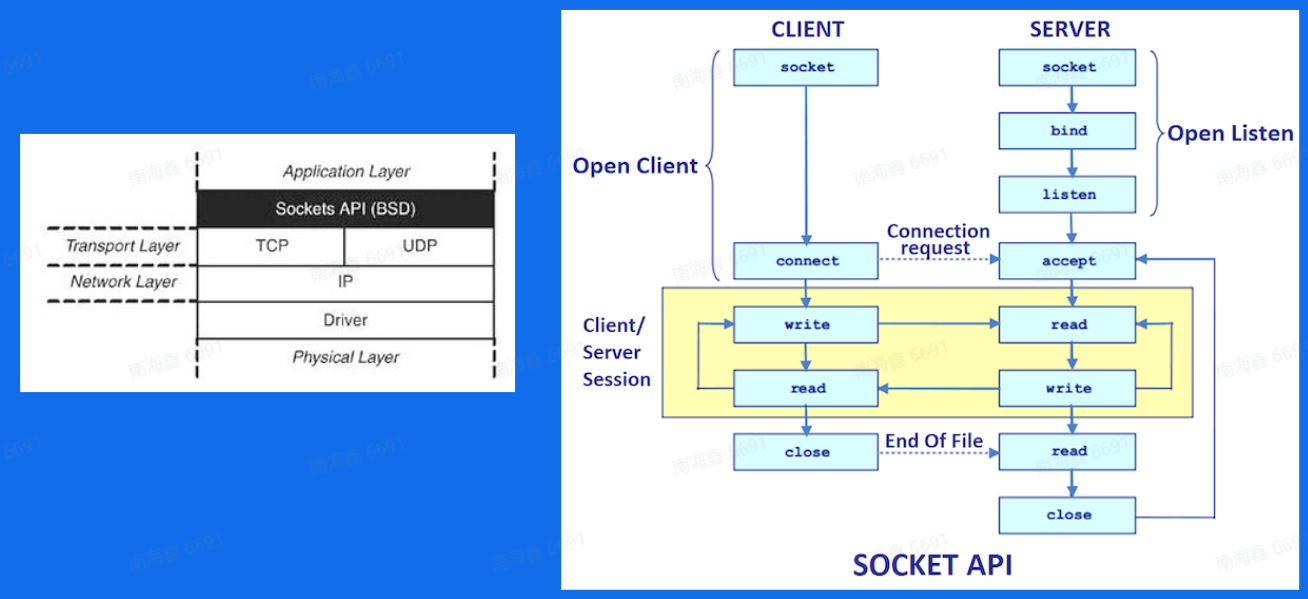 Application Layer
Sockets API (BSD)
Transport Layer
TCP
UDP
Network Layer
IP
Driver
Physical Layer
CLIENT
SERVER
socket
socket
bind
Open Client
Open Listen
listen
Connection
request
connect
accept
Client/
Server
Session
write
read
read
write
close
End Of File
read
close
SOCKET API
南海鑫 6691